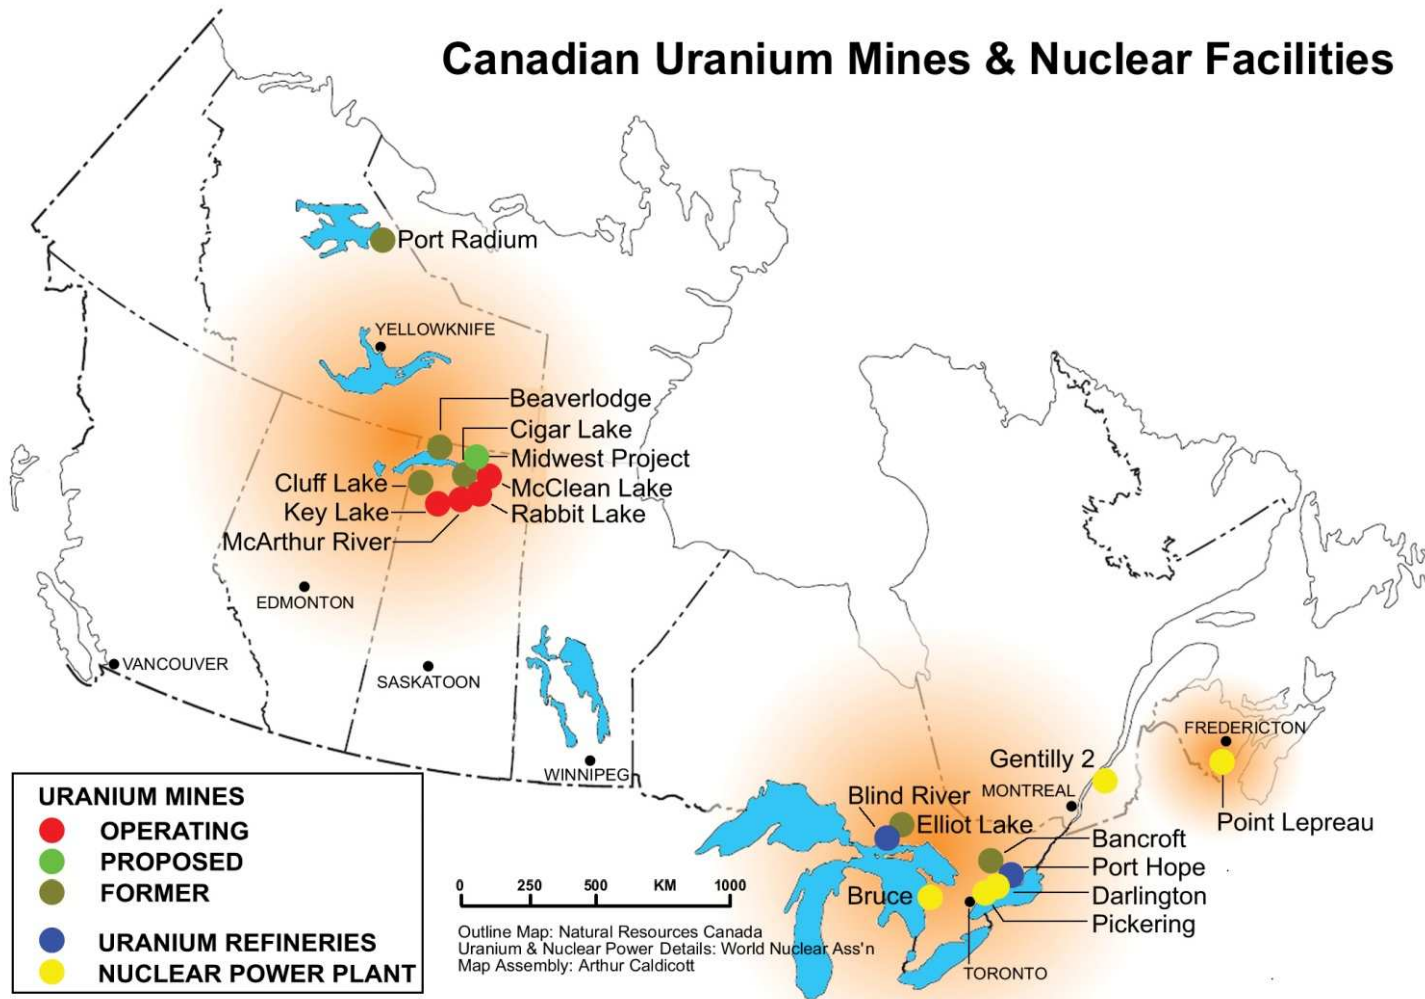 Canadian Uranium Mines & Nuclear Facilities
Port Radium
YELLOWKNIFE
Beaverlodge
Cigar Lake
Midwest Project
Cluff Lake
McClean Lake
Key Lake
Rabbit Lake
McArthur River
EDMONTON
VANCOUVER
SASKATOON
WINNIPEG
FREDERICTON
Gentilly 2
MONTREAL
Blind River
Elliot Lake
Point Lepreau
Bancroft
Port Hope
Bruce
Darlington
Pickering
TORONTO
URANIUM MINES
OPERATING
PROPOSED
FORMER
URANIUM REFINERIES
NUCLEAR POWER PLANT
0 250 500 KM 1000
Outline Map: Natural Resources Canada
Uranium & Nuclear Power Details: World Nuclear Ass'n
Map Assembly: Arthur Caldicott